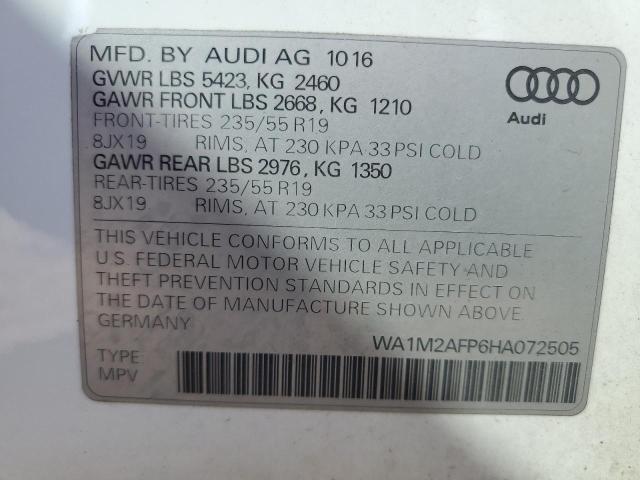 MFD. BY AUDI AG 1016
GVWR LBS 5423, KG 2460
GAWR FRONT LBS 2668, KG 1210
FRONT-TIRES 235/55 R19
8JX19 RIMS, AT 230 KPA 33 PSI COLD
GAWR REAR LBS 2976, KG 1350
REAR-TIRES 235/55 R19
8JX19 RIMS, AT 230 KPA 33 PSI COLD
Audi
THIS VEHICLE CONFORMS TO ALL APPLICABLE
U.S. FEDERAL MOTOR VEHICLE SAFETY AND
THEFT PREVENTION STANDARDS IN EFFECT ON
THE DATE OF MANUFACTURE SHOWN ABOVE.
GERMANY
WA1M2AFP6HA072505
TYPE
MPV